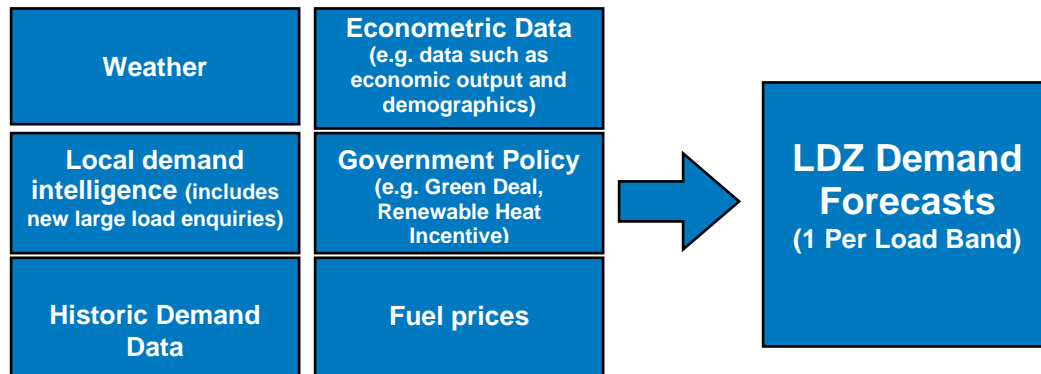 Weather
Econometric Data
(e.g. data such as
economic output and
demographics)
Local demand
intelligence (includes
new large load enquiries)
Government Policy
(e.g. Green Deal,
Renewable Heat
Incentive)
Historic Demand
Data
Fuel prices
LDZ Demand
Forecasts
(1 Per Load Band)